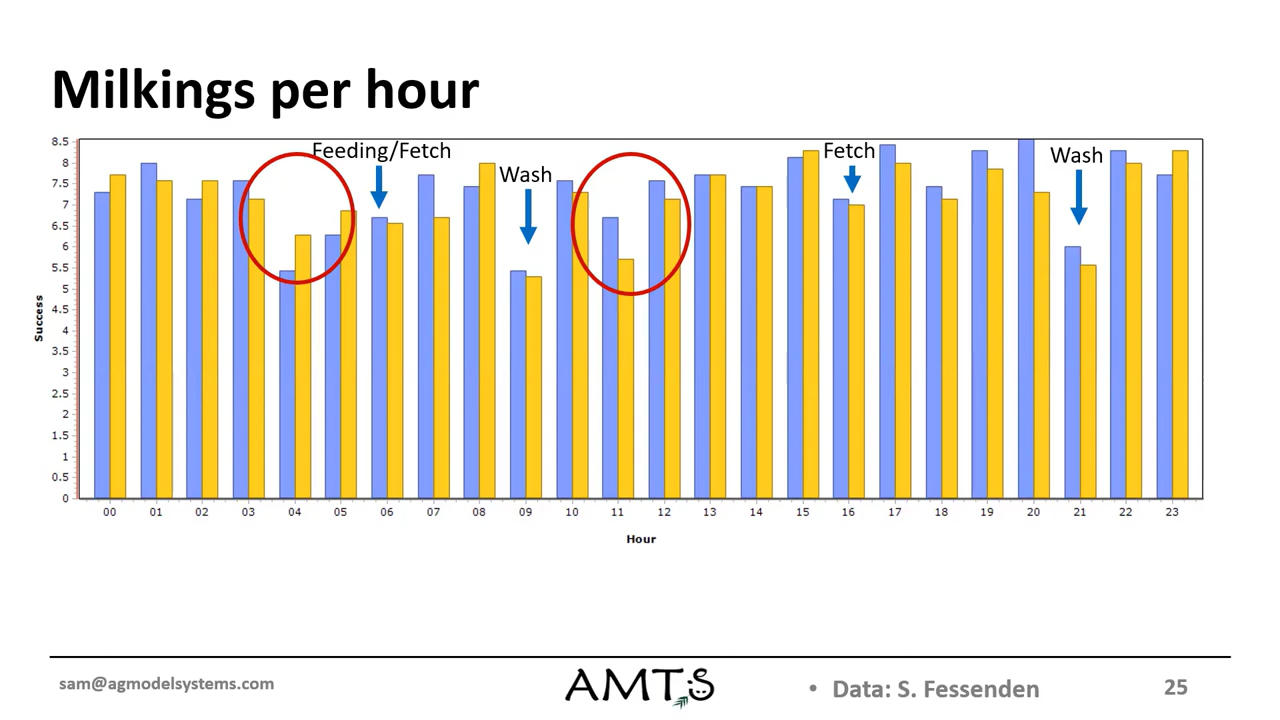 Milkings per hour
Feeding/Fetch
Wash
Fetch
Wash
8.5
8
7.5
7
6.5
6
5.5
5
4.5
4
3.5
3
2.5
2
1.5
1
0.5
0
Success
00 01 02 03 04 05 06 07 08 09 10 11 12 13 14 15 16 17 18 19 20 21 22 23
Hour
sam@agmodelsystems.com
AMTS
• Data: S. Fessenden
25